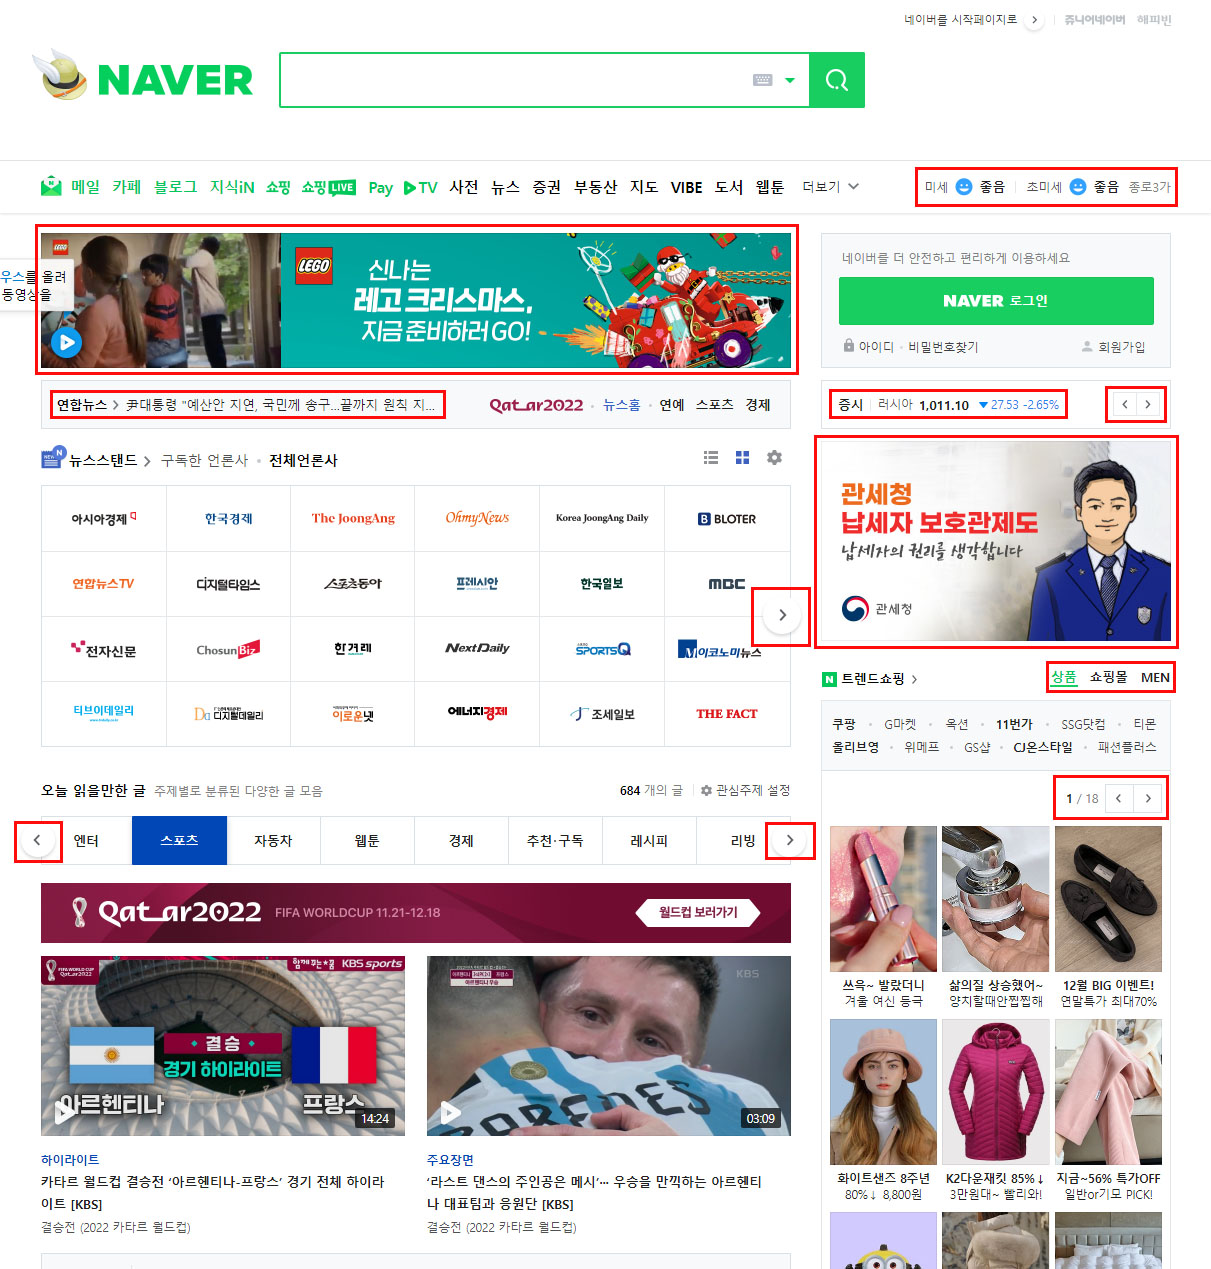 네이버를 시작페이지로 쥬니어네이버 해피빈
NAVER
메일 카페 블로그 지식iN 쇼핑 쇼핑LIVE Pay TV 사전 뉴스 증권 부동산 지도 VIBE 도서 웹툰 더보기
미세 좋음 초미세 좋음 종로3가
LEGO
LEGO
신나는
레고 크리스마스,
지금 준비하러 GO!
우스를 올려
동영상을
네이버를 더 안전하고 편리하게 이용하세요
NAVER 로그인
아이디 · 비밀번호찾기 회원가입
연합뉴스 > 尹대통령 "예산안 지연, 국민께 송구...끝까지 원칙 지...
Qatar2022 · 뉴스홈 · 연예 스포츠 경제
증시 러시아 1,011.10 ▼27.53 -2.65%
NEW N 뉴스스탠드 > 구독한 언론사 · 전체언론사
관세청
납세자 보호관제도
납세자의 권리를 생각합니다
관세청
아시아경제 한국경제 The JoongAng OhmyNews Korea JoongAng Daily BLOTER
연합뉴스TV 디지털타임스 스포츠동아 프레시안 한국일보 MBC
전자신문 ChosunBiz 한겨레 NextDaily SPORTSQ 이코노미뉴스
티브이데일리 디지털데일리 이로운넷 에너지경제 조세일보 THE FACT
N 트렌드쇼핑 > 상품 쇼핑몰 MEN
쿠팡 · G마켓 · 옥션 · 11번가 · SSG닷컴 · 티몬
올리브영 · 위메프 · GS샵 · CJ온스타일 · 패션플러스
1 / 18
오늘 읽을만한 글 주제별로 분류된 다양한 글 모음 684 개의 글 관심주제 설정
엔터 스포츠 자동차 웹툰 경제 추천·구독 레시피 리빙
Qatar2022 FIFA WORLDCUP 11.21-12.18 월드컵 보러가기
FIFA WORLD CUP
Qatar2022
함께 뛰는 KBS sports
결승
경기 하이라이트
아르헨티나 프랑스
14:24
KBS
03:09
하이라이트
카타르 월드컵 결승전 ‘아르헨티나-프랑스’ 경기 전체 하이라
이트 [KBS]
결승전 (2022 카타르 월드컵)
주요장면
‘라스트 댄스의 주인공은 메시’··· 우승을 만끽하는 아르헨티
나 대표팀과 응원단 [KBS]
결승전 (2022 카타르 월드컵)
쓰윽~ 발랐더니
겨울 여신 등극
삶의질 상승했어~
양치할때안찝찝해
12월 BIG 이벤트!
연말특가 최대70%
화이트샌즈 8주년
80%↓ 8,800원
K2다운재킷 85%↓
3만원대~ 빨리와!
지금~56% 특가OFF
일반or기모 PICK!